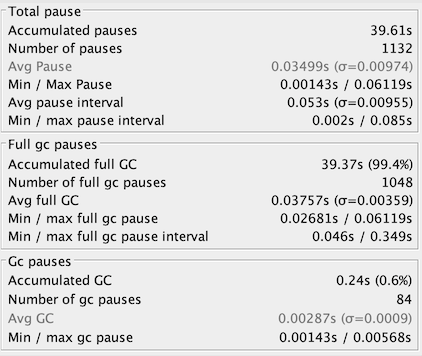 Total pause
Accumulated pauses 39.61s
Number of pauses 1132
Avg Pause 0.03499s (σ=0.00974)
Min / Max Pause 0.00143s / 0.06119s
Avg pause interval 0.053s (σ=0.00955)
Min / max pause interval 0.002s / 0.085s
Full gc pauses
Accumulated full GC 39.37s (99.4%)
Number of full gc pauses 1048
Avg full GC 0.03757s (σ=0.00359)
Min / max full gc pause 0.02681s / 0.06119s
Min / max full gc pause interval 0.046s / 0.349s
Gc pauses
Accumulated GC 0.24s (0.6%)
Number of gc pauses 84
Avg GC 0.00287s (σ=0.0009)
Min / max gc pause 0.00143s / 0.00568s